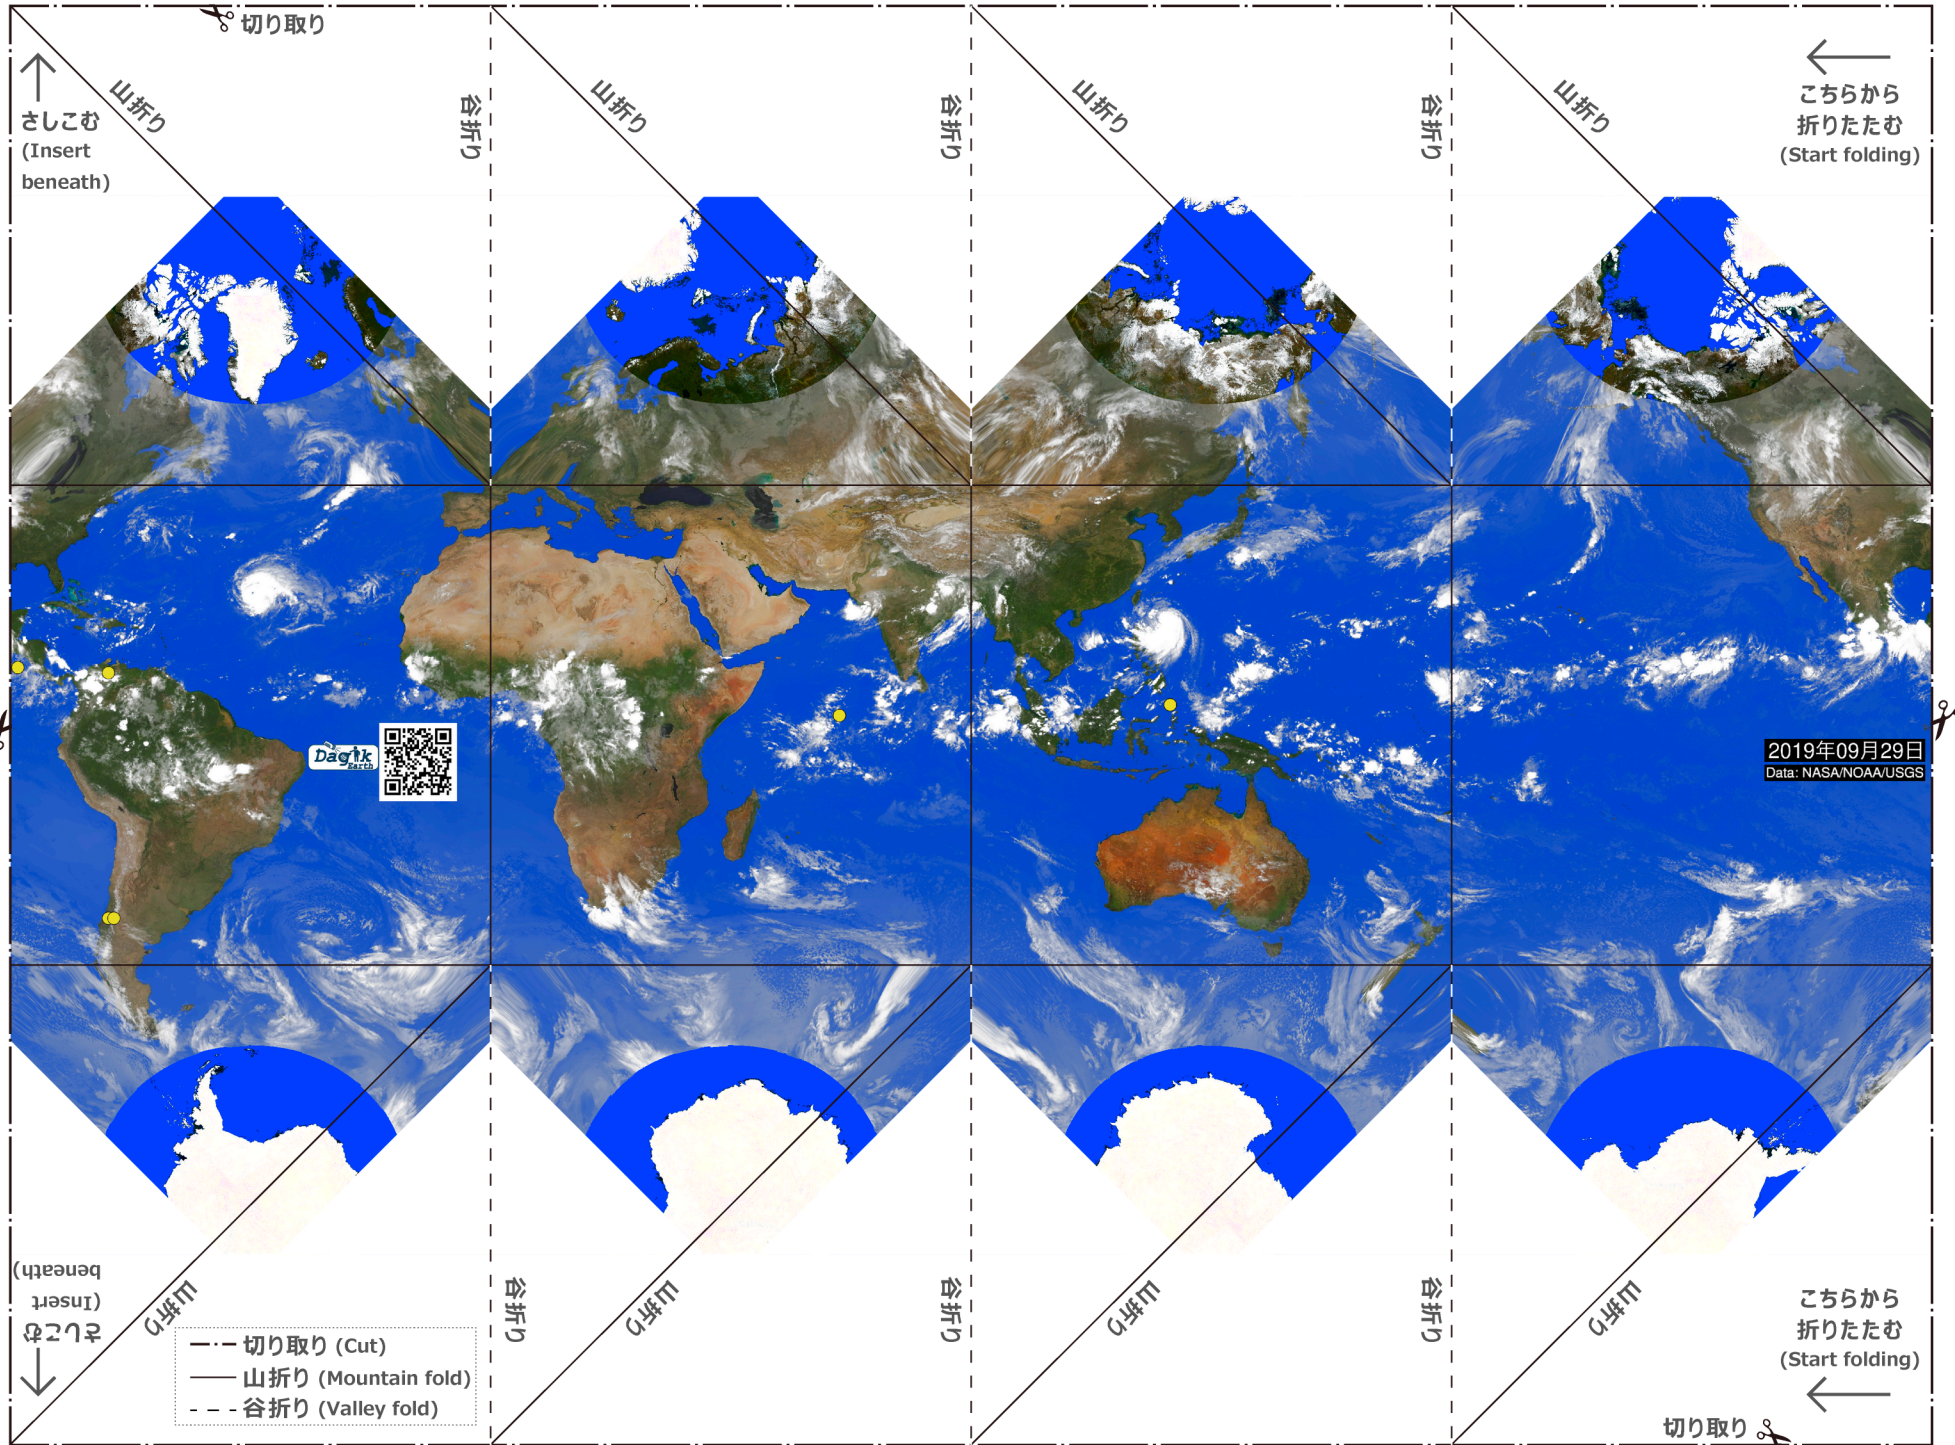 切り取り
さしこむ
(Insert
beneath)
山折り
谷折り
山折り
谷折り
山折り
谷折り
山折り
こちらから
折りたたむ
(Start folding)
Dagik
Earth
2019年09月29日
Data: NASA/NOAA/USGS
さしこむ
(Insert
beneath)
山折り
谷折り
山折り
谷折り
山折り
谷折り
山折り
こちらから
折りたたむ
(Start folding)
切り取り (Cut)
山折り (Mountain fold)
谷折り (Valley fold)
切り取り